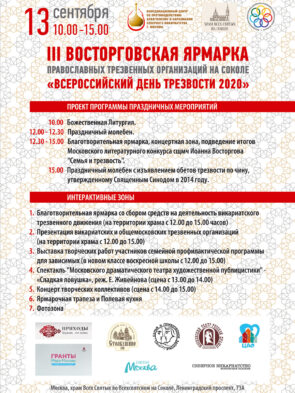 13 сентября
10.00 -15.00
III ВОСТОРГОВСКАЯ ЯРМАРКА
ПРАВОСЛАВНЫХ ТРЕЗВЕННЫХ ОРГАНИЗАЦИЙ НА СОКОЛЕ
«ВСЕРОССИЙСКИЙ ДЕНЬ ТРЕЗВОСТИ 2020»
ПРОЕКТ ПРОГРАММЫ ПРАЗДНИЧНЫХ МЕРОПРИЯТИЙ
10.00 Божественная Литургия.
12.00 - 12.30 Праздничный молебен.
12.30 - 15.00 Благотворительная ярмарка, концертная зона, подведение итогов
Московского литературного конкурса сщмч Иоанна Восторгова
"Семья и трезвость".
15.00 Праздничный молебен с изъявлением обетов трезвости по чину,
утвержденному Священным Синодом в 2014 году.
ИНТЕРАКТИВНЫЕ ЗОНЫ
1. Благотворительная ярмарка со сбором средств на деятельность викариатского
трезвенного движения (на территории храма с 12.00 до 15.00 часов)
2. Презентация викариатских и общемосковских трезвенных организаций
(на территории храма с 12.00 до 15.00)
3. Выставка творческих работ участников семейной профилактической программы
для зависимых (в новом классе воскресной школы с 12.00 до 15.00)
4. Спектакль "Московского драматического театра художественной публицистики" -
«Сладкая ловушка», реж. Е. Живейнова (сцена с 13.00 до 14.00)
5. Концерт творческих коллективов (сцена с 14.00 до 15.00)
6. Ярмарочная трапеза и Полевая кухня
7. Фотозона
ПРИХОДЫ
ГРАНТЫ
Москва
СЕВЕРНОЕ ВИКАРИАТСТВО
Москва, храм Всех Святых во Всехсвятском на Соколе, Ленинградский проспект, 73А